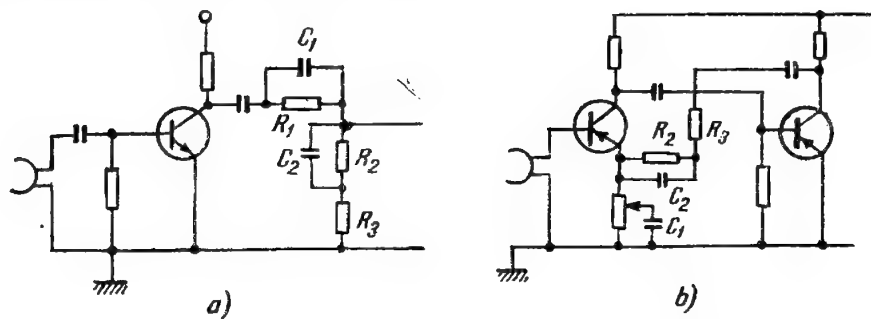 C₁
R₁
C₂
R₂
R₃
a)
R₂
R₃
C₂
C₁
b)